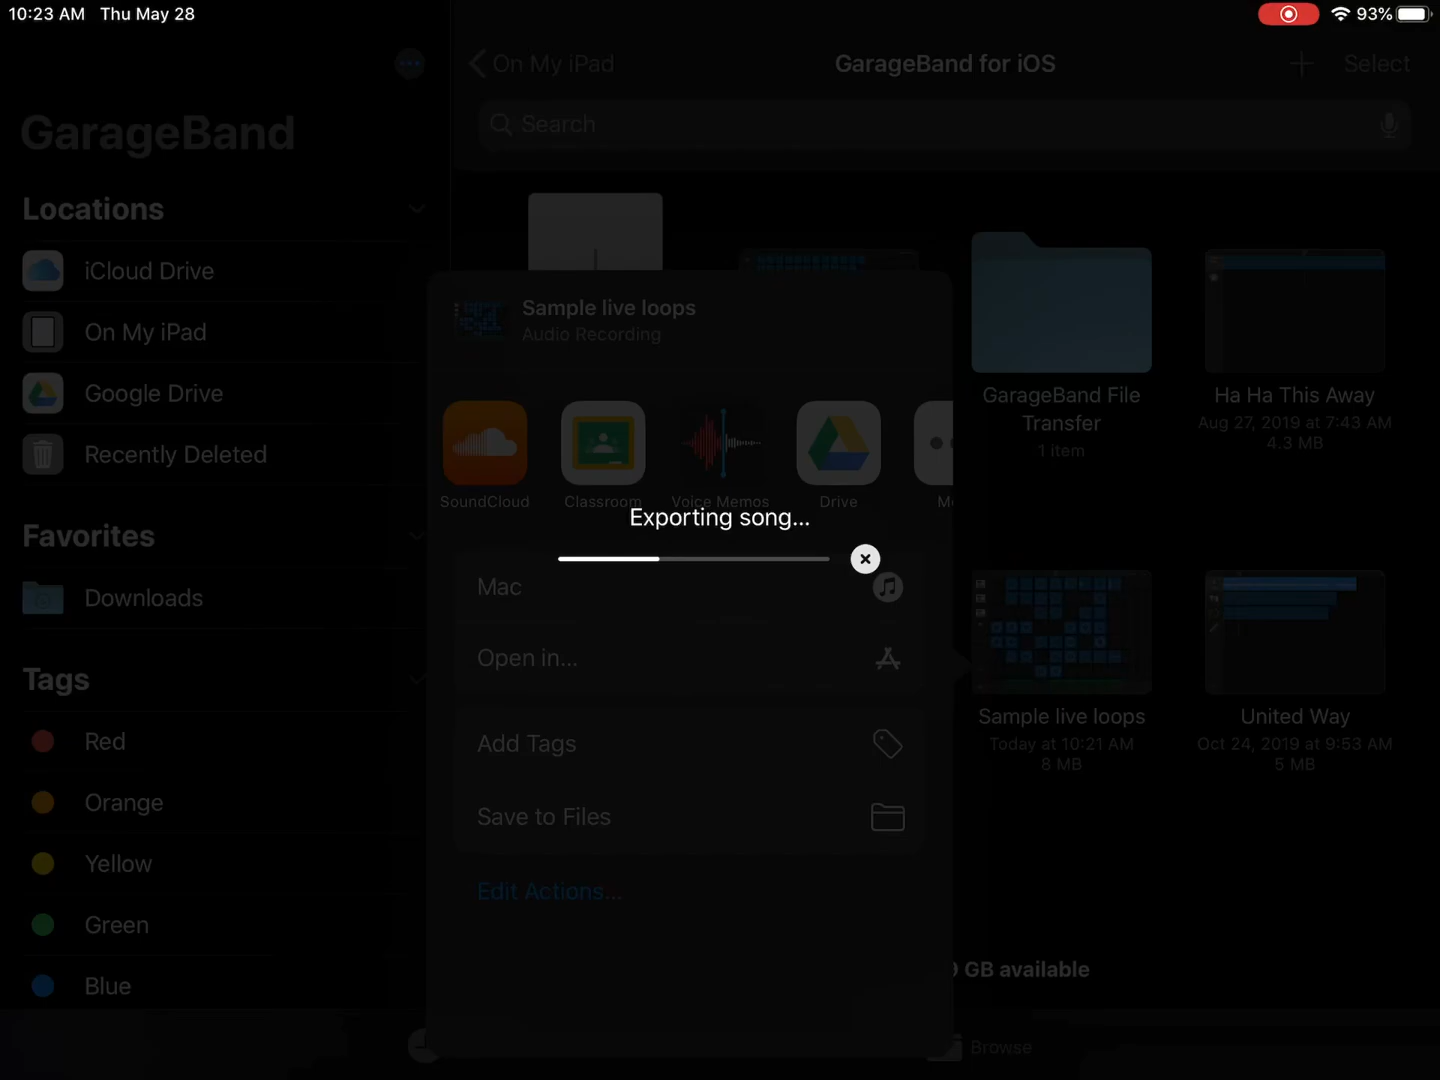 10:23 AM Thu May 28
93%
GarageBand
Locations
iCloud Drive
On My iPad
Google Drive
Recently Deleted
Favorites
Downloads
Tags
Red
Orange
Yellow
Green
Blue
On My iPad
GarageBand for iOS
Select
Search
GarageBand File
Transfer
1 item
Ha Ha This Away
Aug 27, 2019 at 7:43 AM
4.3 MB
Sample live loops
Today at 10:21 AM
8 MB
United Way
Oct 24, 2019 at 9:53 AM
5 MB
GB available
Browse
Sample live loops
Audio Recording
SoundCloud
Classroom
Voice Memos
Drive
Exporting song...
Mac
Open in...
Add Tags
Save to Files
Edit Actions...